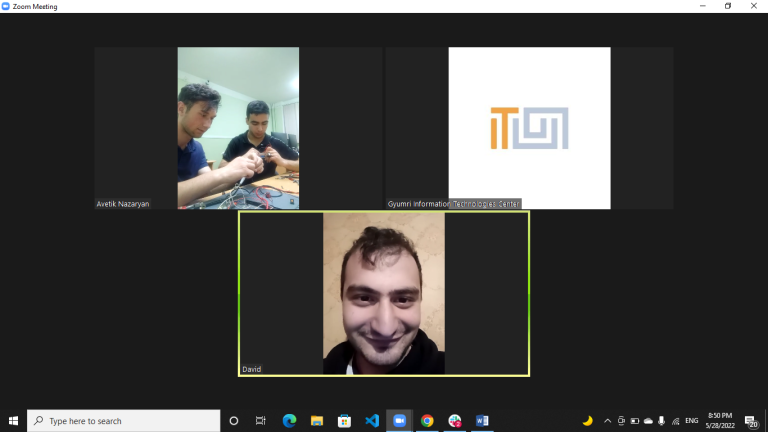 Zoom Meeting
Avetik Nazaryan
Gyumri Information Technologies Center
David
Type here to search
ENG
8:50 PM
5/28/2022
20